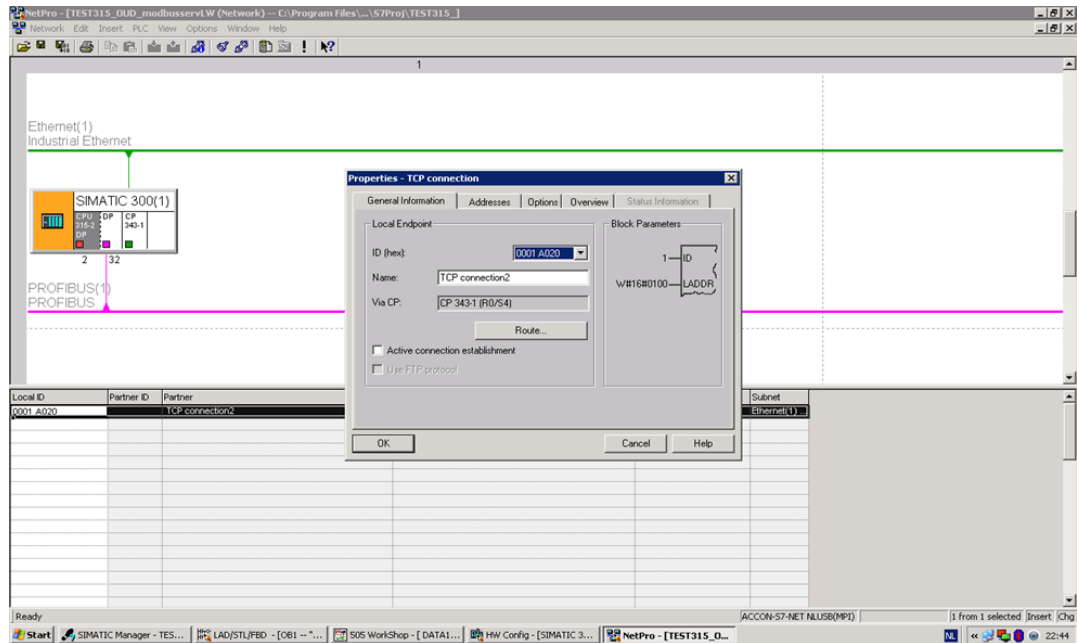 NetPro - [TEST315_OUD_modbusservLW (Network) -- C:\Program Files\...\S7Proj\TEST315_]
Network Edit Insert PLC View Options Window Help
1
Ethernet(1)
Industrial Ethernet
SIMATIC 300(1)
CPU 315-2 DP
DP
CP 343-1
2 32
PROFIBUS(1)
PROFIBUS
Properties - TCP connection
General Information Addresses Options Overview Status Information
Local Endpoint
ID (hex): 0001 A020
Name: TCP connection2
Via CP: CP 343-1 (R0/S4)
Route...
Active connection establishment
Use FTP protocol
Block Parameters
1 ID
W#16#0100 LADDR
OK Cancel Help
Local ID Partner ID Partner Subnet
0001 A020 TCP connection2 Ethernet(1) ...
Ready ACCON-S7-NET NLUSB(MPI) 1 from 1 selected Insert Chg
Start SIMATIC Manager - TES... LAD/STL/FBD - [OB1 -- "... 505 WorkShop - [ DATA1... HW Config - [SIMATIC 3... NetPro - [TEST315_O... NL « 22:44